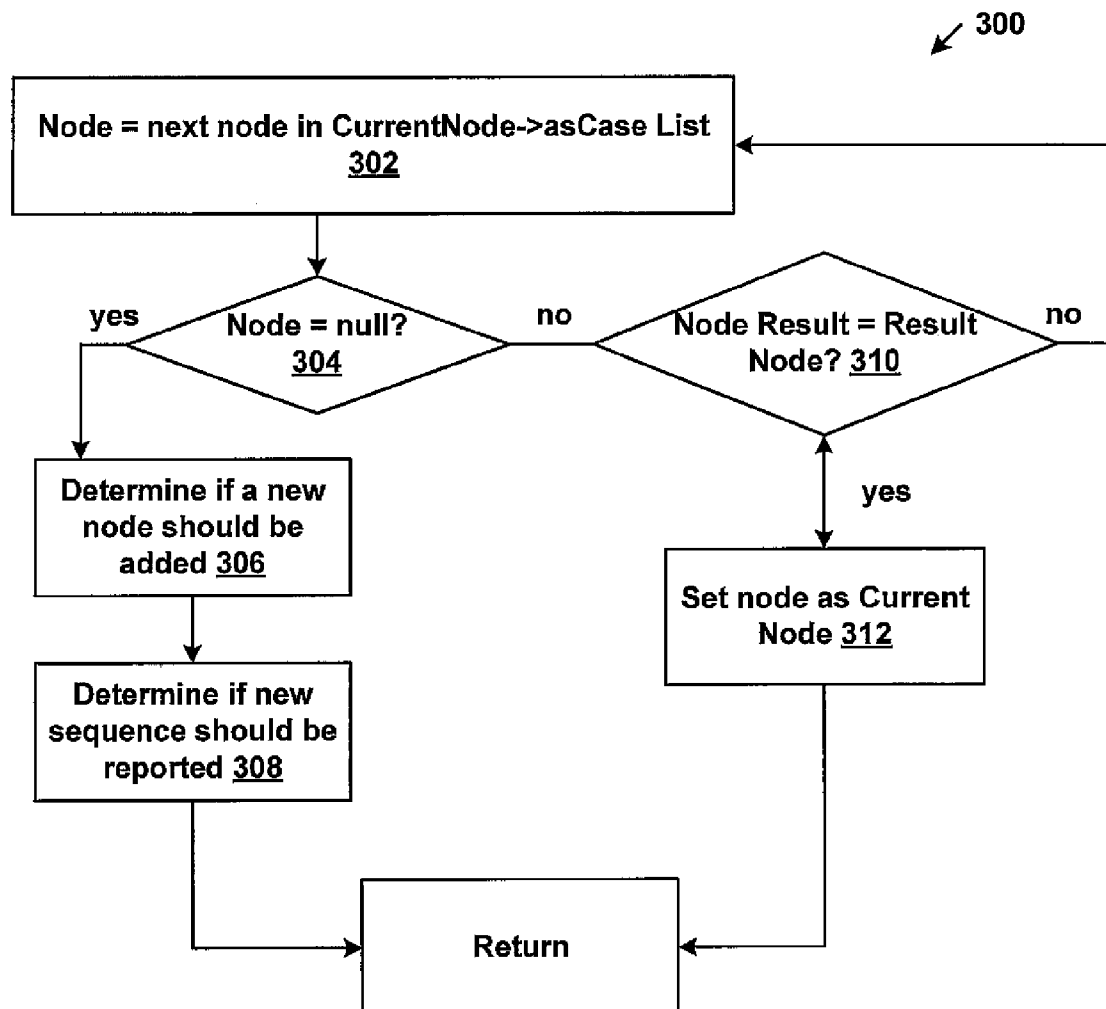 300
Node = next node in CurrentNode->asCase List
302
yes
Node = null?
304
no
Node Result = Result
Node? 310
no
Determine if a new
node should be
added 306
yes
Set node as Current
Node 312
Determine if new
sequence should be
reported 308
Return